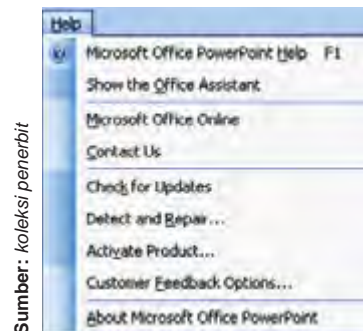 Help
Microsoft Office PowerPoint Help F1
Show the Office Assistant
Microsoft Office Online
Contact Us
Check for Updates
Detect and Repair...
Activate Product...
Customer Feedback Options...
About Microsoft Office PowerPoint
Sumber: koleksi penerbit